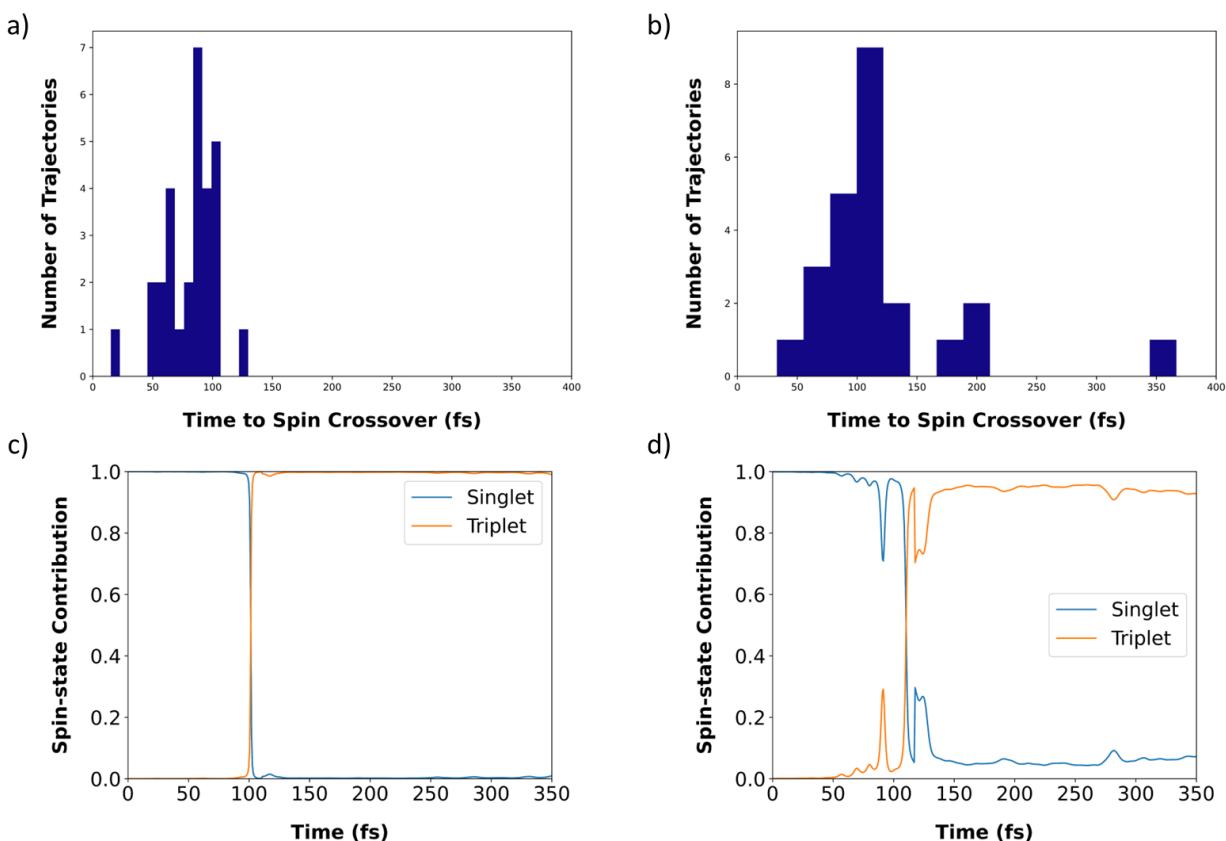 a)
Number of Trajectories
7
6
5
4
3
2
1
0
0 50 100 150 200 250 300 350 400
Time to Spin Crossover (fs)
b)
Number of Trajectories
8
6
4
2
0
0 50 100 150 200 250 300 350 400
Time to Spin Crossover (fs)
c)
Spin-state Contribution
1.0
0.8
0.6
0.4
0.2
0.0
Singlet
Triplet
0 50 100 150 200 250 300 350
Time (fs)
d)
Spin-state Contribution
1.0
0.8
0.6
0.4
0.2
0.0
Singlet
Triplet
0 50 100 150 200 250 300 350
Time (fs)